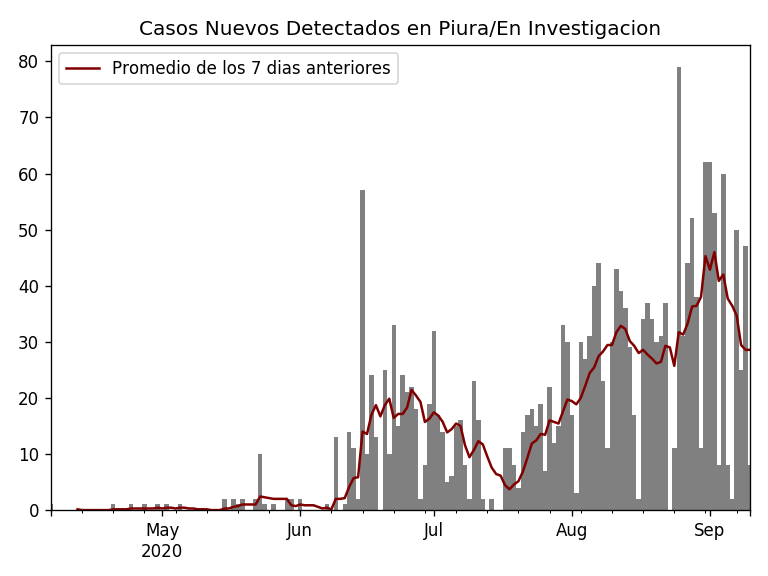 Casos Nuevos Detectados en Piura/En Investigacion
Promedio de los 7 dias anteriores
80
70
60
50
40
30
20
10
0
May
2020
Jun
Jul
Aug
Sep